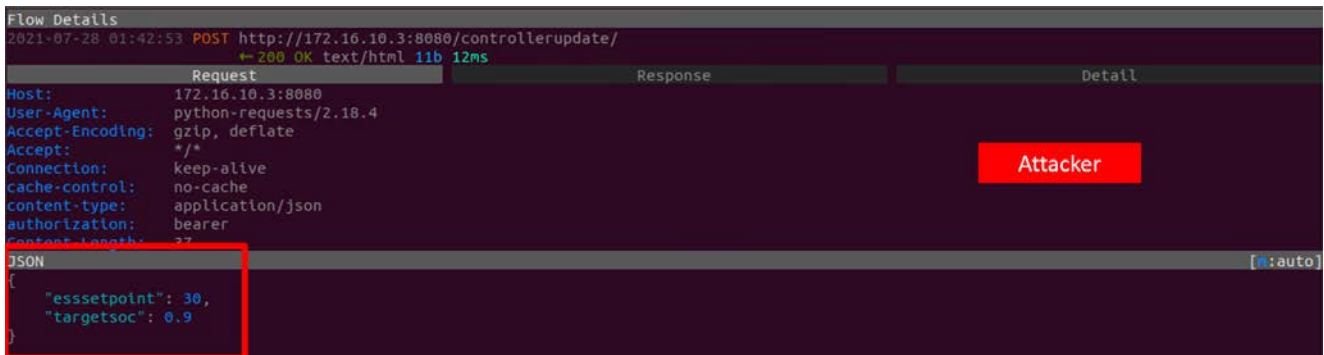 Flow Details
2021-07-28 01:42:53 POST http://172.16.10.3:8080/controllerupdate/
← 200 OK text/html 11b 12ms
Request Response Detail
Host: 172.16.10.3:8080
User-Agent: python-requests/2.18.4
Accept-Encoding: gzip, deflate
Accept: */*
Connection: keep-alive
Attacker
cache-control: no-cache
content-type: application/json
authorization: bearer
Content-Length: 37
JSON [m:auto]
{
"esssetpoint": 30,
"targetsoc": 0.9
}